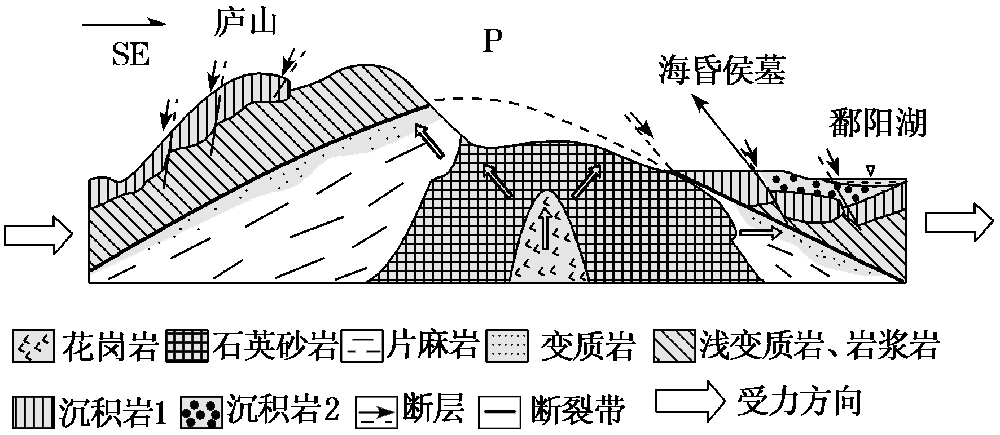 庐山
SE
P
海昏侯墓
鄱阳湖
花岗岩 石英砂岩 片麻岩 变质岩 浅变质岩、岩浆岩
沉积岩1 沉积岩2 断层 断裂带 受力方向